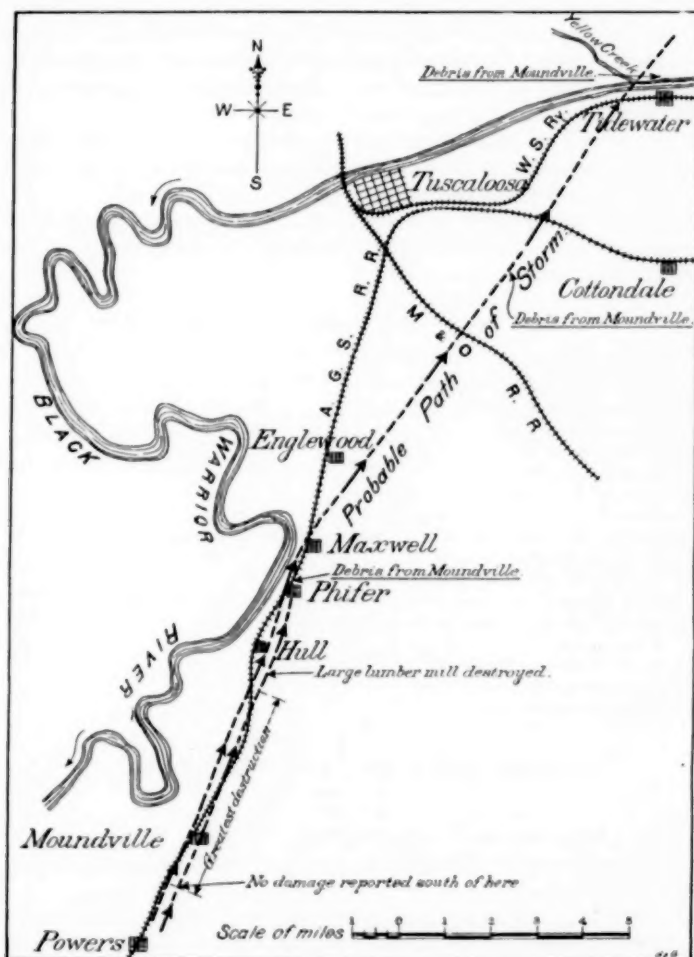 Yellow Creek
N
Debris from Moundville.
W E
S
Tidewater
W. S. Rv.
Tuscaloosa
Cottondale
Debris from Moundville.
A. G. S. R. R
M & O R. R
Probable Path of Storm.
BLACK WARRIOR RIVER
Englewood
Maxwell
Debris from Moundville
Phifer
Hull
Large lumber mill destroyed.
Greatest destruction
Moundville
No damage reported south of here
Powers
Scale of miles
1 0 1 2 3 4 5